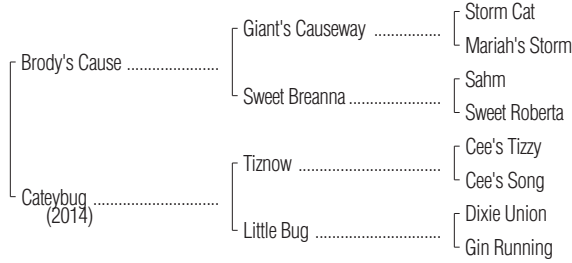 Storm Cat
Giant's Causeway ....................
Mariah's Storm
Brody's Cause .......................
Sahm
Sweet Breanna .......................
Sweet Roberta
Cee's Tizzy
Tiznow ....................................
Cee's Song
Cateybug ...............................
(2014)
Dixie Union
Little Bug ...............................
Gin Running